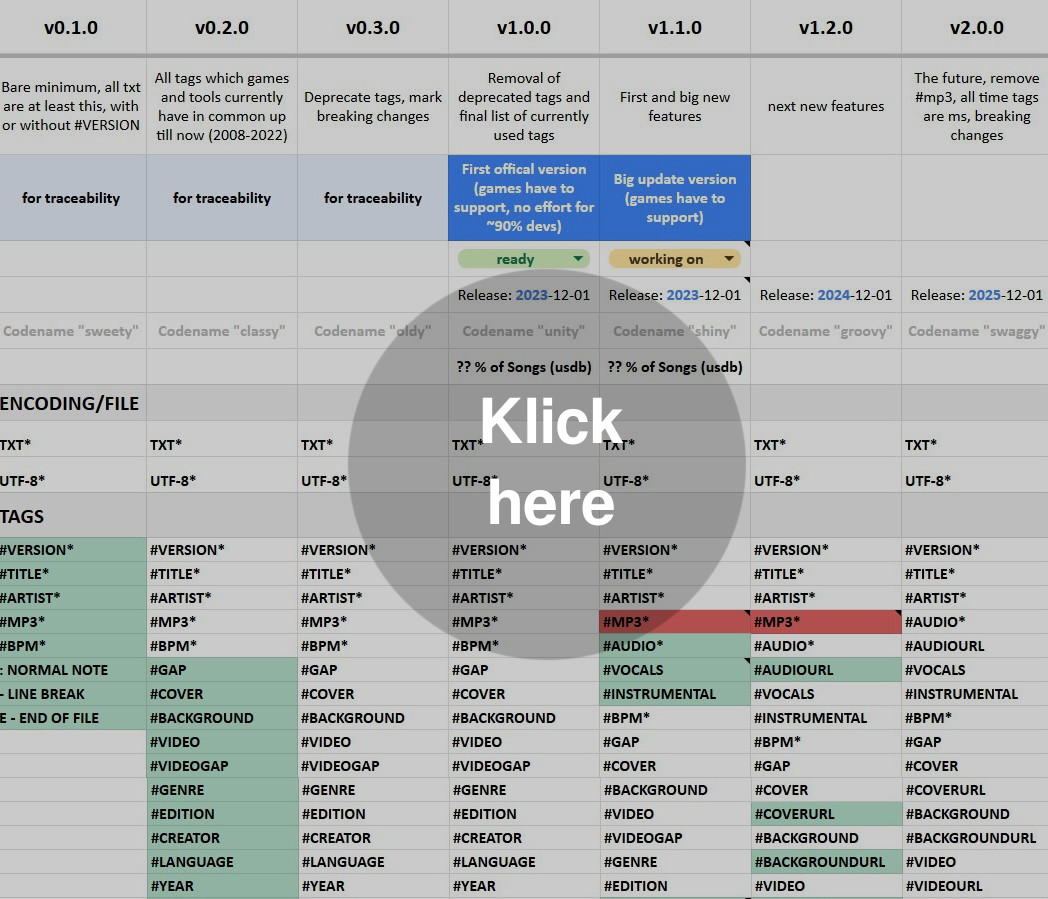 v0.1.0 v0.2.0 v0.3.0 v1.0.0 v1.1.0 v1.2.0 v2.0.0
Bare minimum, all txt
are at least this, with
or without #VERSION
All tags which games
and tools currently
have in common up
till now (2008-2022)
Deprecate tags, mark
breaking changes
Removal of
deprecated tags and
final list of currently
used tags
First and big new
features
next new features
The future, remove
#mp3, all time tags
are ms, breaking
changes
for traceability
for traceability
for traceability
First offical version
(games have to
support, no effort for
~90% devs)
Big update version
(games have to
support)
ready working on
Release: 2023-12-01 Release: 2023-12-01 Release: 2024-12-01 Release: 2025-12-01
Codename "sweety" Codename "classy" Codename "oldy" Codename "unity" Codename "shiny" Codename "groovy" Codename "swaggy"
?? % of Songs (usdb) ?? % of Songs (usdb)
ENCODING/FILE
Klick
here
TXT* TXT* TXT* TXT* TXT* TXT* TXT*
UTF-8* UTF-8* UTF-8* UTF-8* UTF-8* UTF-8* UTF-8*
TAGS
#VERSION* #VERSION* #VERSION* #VERSION* #VERSION* #VERSION* #VERSION*
#TITLE* #TITLE* #TITLE* #TITLE* #TITLE* #TITLE* #TITLE*
#ARTIST* #ARTIST* #ARTIST* #ARTIST* #ARTIST* #ARTIST* #ARTIST*
#MP3* #MP3* #MP3* #MP3* #MP3* #MP3* #AUDIO*
#BPM* #BPM* #BPM* #BPM* #AUDIO* #AUDIO* #AUDIOURL
: NORMAL NOTE #GAP #GAP #GAP #VOCALS #AUDIOURL #VOCALS
- LINE BREAK #COVER #COVER #COVER #INSTRUMENTAL #VOCALS #INSTRUMENTAL
E - END OF FILE #BACKGROUND #BACKGROUND #BACKGROUND #BPM* #INSTRUMENTAL #BPM*
#VIDEO #VIDEO #VIDEO #GAP #BPM* #GAP
#VIDEOGAP #VIDEOGAP #VIDEOGAP #COVER #GAP #COVER
#GENRE #GENRE #GENRE #BACKGROUND #COVER #COVERURL
#EDITION #EDITION #EDITION #VIDEO #COVERURL #BACKGROUND
#CREATOR #CREATOR #CREATOR #VIDEOGAP #BACKGROUND #BACKGROUNDURL
#LANGUAGE #LANGUAGE #LANGUAGE #GENRE #BACKGROUNDURL #VIDEO
#YEAR #YEAR #YEAR #EDITION #VIDEO #VIDEOURL